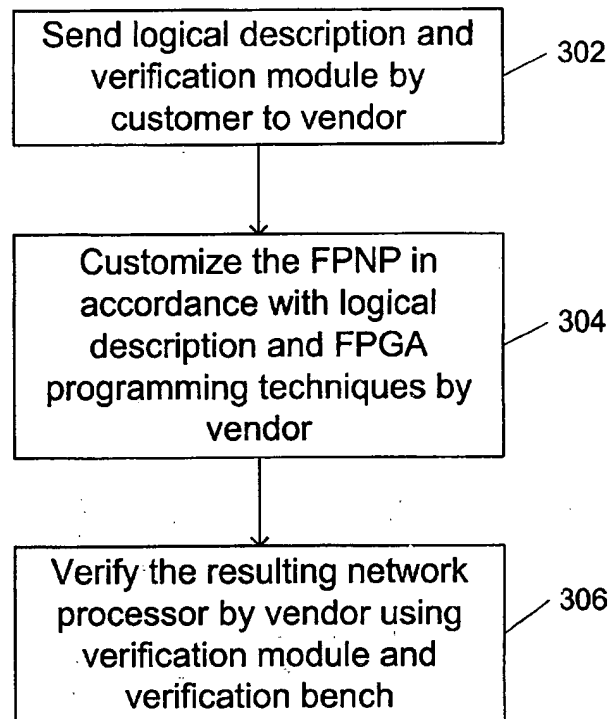 Send logical description and
verification module by
customer to vendor
302
Customize the FPNP in
accordance with logical
description and FPGA
programming techniques by
vendor
304
Verify the resulting network
processor by vendor using
verification module and
verification bench
306